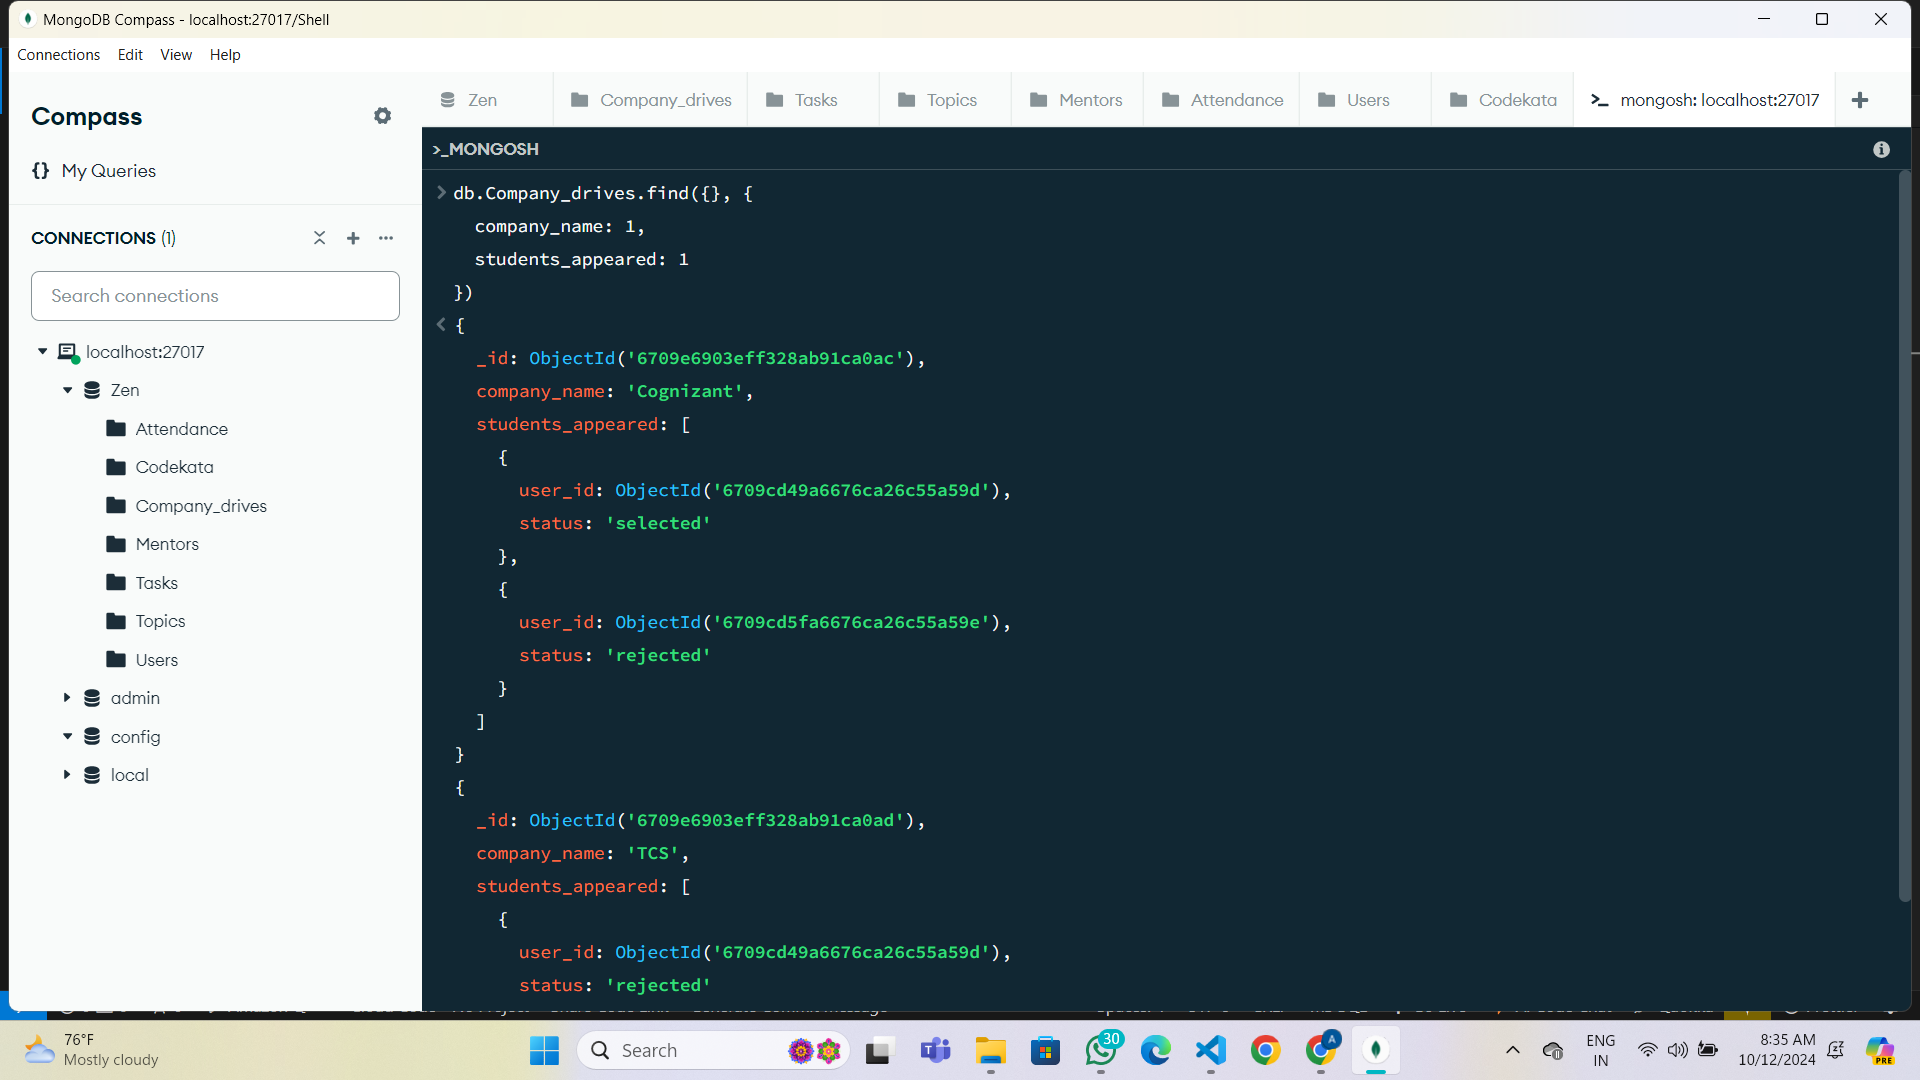 MongoDB Compass - localhost:27017/Shell
Connections Edit View Help
Compass
My Queries
CONNECTIONS (1)
Search connections
localhost:27017
Zen
Attendance
Codekata
Company_drives
Mentors
Tasks
Topics
Users
admin
config
local
Zen Company_drives Tasks Topics Mentors Attendance Users Codekata >_ mongosh: localhost:27017 +
>_MONGOSH
> db.Company_drives.find({}, {
company_name: 1,
students_appeared: 1
})
< {
_id: ObjectId('6709e6903eff328ab91ca0ac'),
company_name: 'Cognizant',
students_appeared: [
{
user_id: ObjectId('6709cd49a6676ca26c55a59d'),
status: 'selected'
},
{
user_id: ObjectId('6709cd5fa6676ca26c55a59e'),
status: 'rejected'
}
]
}
{
_id: ObjectId('6709e6903eff328ab91ca0ad'),
company_name: 'TCS',
students_appeared: [
{
user_id: ObjectId('6709cd49a6676ca26c55a59d'),
status: 'rejected'
76°F
Mostly cloudy
Search
30
A
ENG
IN
8:35 AM
10/12/2024
PRE